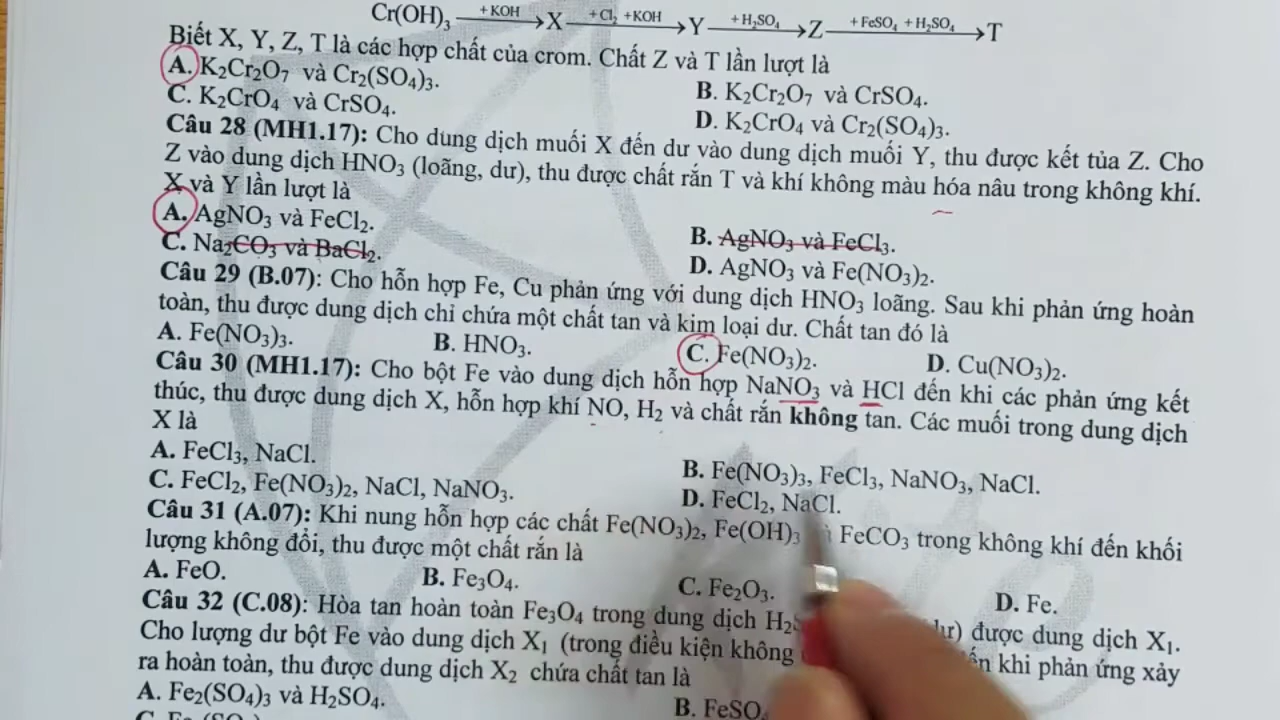 Cr(OH)₃ —+KOH→ X —+Cl₂ +KOH→ Y —+H₂SO₄→ Z —+FeSO₄ +H₂SO₄→ T
Biết X, Y, Z, T là các hợp chất của crom. Chất Z và T lần lượt là
A. K₂Cr₂O₇ và Cr₂(SO₄)₃.
B. K₂Cr₂O₇ và CrSO₄.
C. K₂CrO₄ và CrSO₄.
D. K₂CrO₄ và Cr₂(SO₄)₃.
Câu 28 (MH1.17): Cho dung dịch muối X đến dư vào dung dịch muối Y, thu được kết tủa Z. Cho
Z vào dung dịch HNO₃ (loãng, dư), thu được chất rắn T và khí không màu hóa nâu trong không khí.
X và Y lần lượt là
A. AgNO₃ và FeCl₂.
B. AgNO₃ và FeCl₃.
C. Na₂CO₃ và BaCl₂.
D. AgNO₃ và Fe(NO₃)₂.
Câu 29 (B.07): Cho hỗn hợp Fe, Cu phản ứng với dung dịch HNO₃ loãng. Sau khi phản ứng hoàn
toàn, thu được dung dịch chỉ chứa một chất tan và kim loại dư. Chất tan đó là
A. Fe(NO₃)₃. B. HNO₃. C. Fe(NO₃)₂. D. Cu(NO₃)₂.
Câu 30 (MH1.17): Cho bột Fe vào dung dịch hỗn hợp NaNO₃ và HCl đến khi các phản ứng kết
thúc, thu được dung dịch X, hỗn hợp khí NO, H₂ và chất rắn không tan. Các muối trong dung dịch
X là
A. FeCl₃, NaCl.
B. Fe(NO₃)₃, FeCl₃, NaNO₃, NaCl.
C. FeCl₂, Fe(NO₃)₂, NaCl, NaNO₃.
D. FeCl₂, NaCl.
Câu 31 (A.07): Khi nung hỗn hợp các chất Fe(NO₃)₂, Fe(OH)₃ FeCO₃ trong không khí đến khối
lượng không đổi, thu được một chất rắn là
A. FeO. B. Fe₃O₄. C. Fe₂O₃. D. Fe.
Câu 32 (C.08): Hòa tan hoàn toàn Fe₃O₄ trong dung dịch được dung dịch X₁.
Cho lượng dư bột Fe vào dung dịch X₁ (trong điều kiện không khi phản ứng xảy
ra hoàn toàn, thu được dung dịch X₂ chứa chất tan là
A. Fe₂(SO₄)₃ và H₂SO₄.
B. FeSO₄